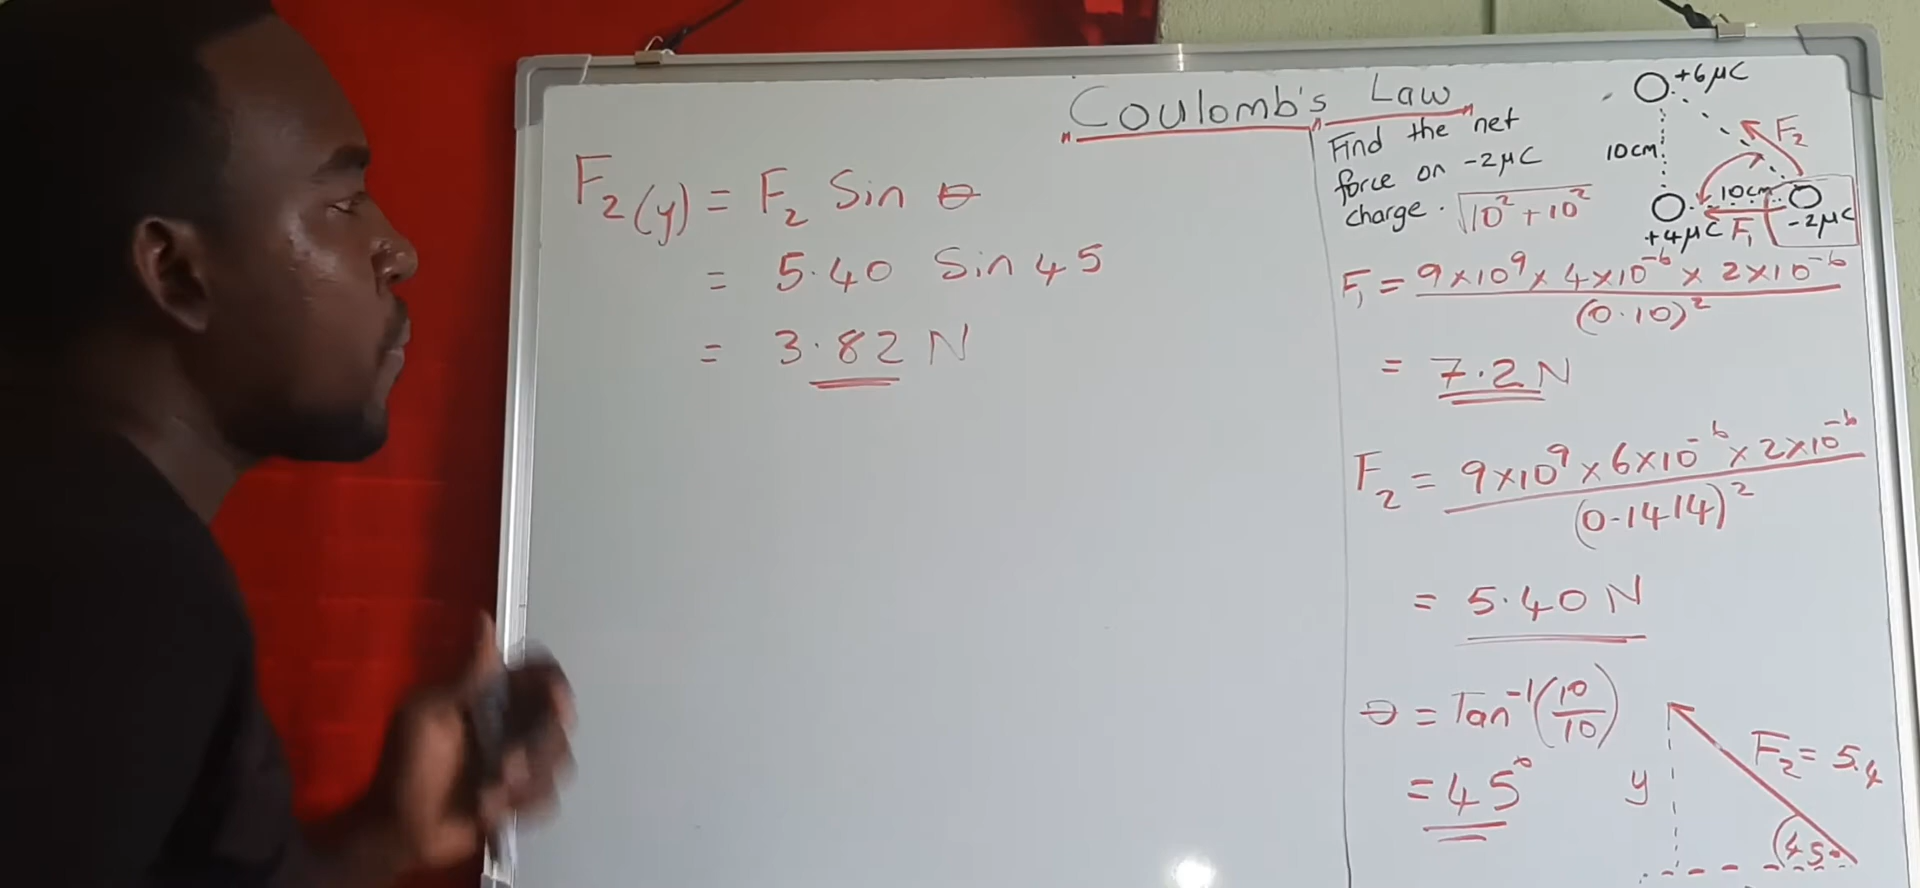 Coulomb's Law
F₂(y) = F₂ Sin θ
= 5.40 Sin 45
= 3.82 N
Find the net
force on -2μC
charge.
√10² + 10²
+6μC
F₂
10cm
10cm
+4μC
F₁
-2μC
F₁ = 9×10⁹ × 4×10⁻⁶ × 2×10⁻⁶
(0.10)²
= 7.2N
F₂ = 9×10⁹ × 6×10⁻⁶ × 2×10⁻⁶
(0.1414)²
= 5.40 N
θ = Tan⁻¹(10/10)
= 45°
F₂ = 5.4
y
45°